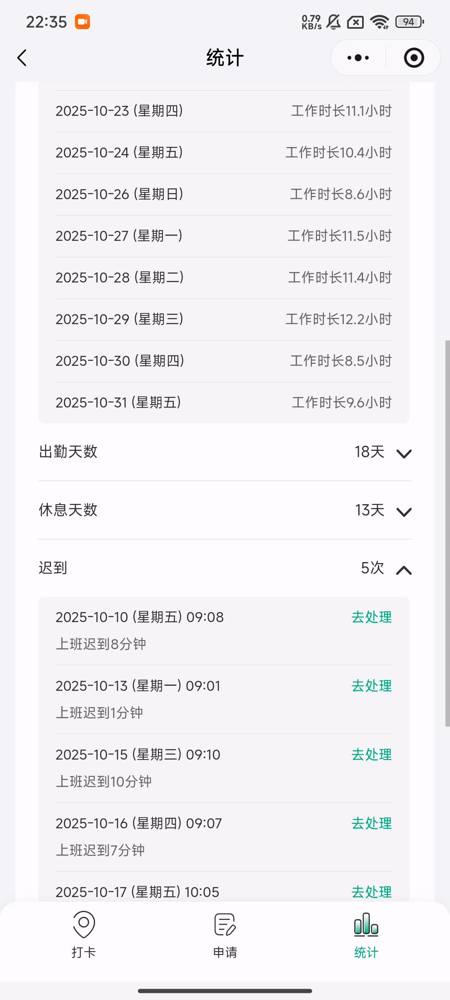 22:35
0.79 KB/s
94
统计
2025-10-23 (星期四) 工作时长11.1小时
2025-10-24 (星期五) 工作时长10.4小时
2025-10-26 (星期日) 工作时长8.6小时
2025-10-27 (星期一) 工作时长11.5小时
2025-10-28 (星期二) 工作时长11.4小时
2025-10-29 (星期三) 工作时长12.2小时
2025-10-30 (星期四) 工作时长8.5小时
2025-10-31 (星期五) 工作时长9.6小时
出勤天数 18天
休息天数 13天
迟到 5次
2025-10-10 (星期五) 09:08 去处理
上班迟到8分钟
2025-10-13 (星期一) 09:01 去处理
上班迟到1分钟
2025-10-15 (星期三) 09:10 去处理
上班迟到10分钟
2025-10-16 (星期四) 09:07 去处理
上班迟到7分钟
2025-10-17 (星期五) 10:05 去处理
打卡 申请 统计